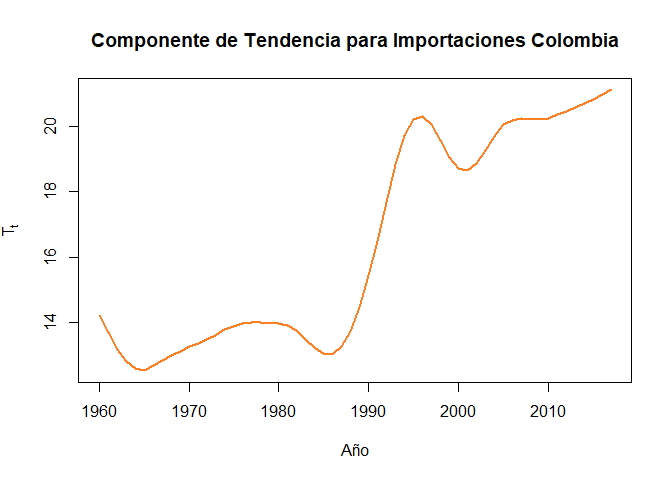 Componente de Tendencia para Importaciones Colombia
20
18
16
14
Tt
1960 1970 1980 1990 2000 2010
Año